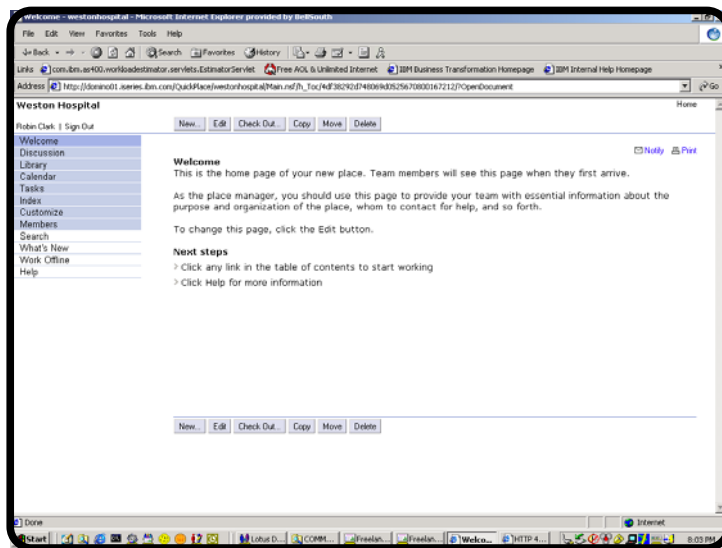 Welcome - westonhospital - Microsoft Internet Explorer provided by BellSouth
File Edit View Favorites Tools Help
Back Search Favorites History
Links com.ibm.as400.workloadestimator.servlets.EstimatorServlet Free AOL & Unlimited Internet IBM Business Transformation Homepage IBM Internal Help Homepage
Address http://domino01.iseries.ibm.com/QuickPlace/westonhospital/Main.nsf/h_Toc/4df38292d748069d0525670800167212/?OpenDocument Go
Weston Hospital Home
Robin Clark | Sign Out New... Edit Check Out... Copy Move Delete
Welcome
Discussion
Library
Calendar
Tasks
Index
Customize
Members
Search
What's New
Work Offline
Help
Notify Print
Welcome
This is the home page of your new place. Team members will see this page when they first arrive.
As the place manager, you should use this page to provide your team with essential information about the
purpose and organization of the place, whom to contact for help, and so forth.
To change this page, click the Edit button.
Next steps
> Click any link in the table of contents to start working
> Click Help for more information
New... Edit Check Out... Copy Move Delete
Done Internet
Start Lotus D... COMM... Freelan... Freelan... Welco... HTTP 4... 8:03 PM